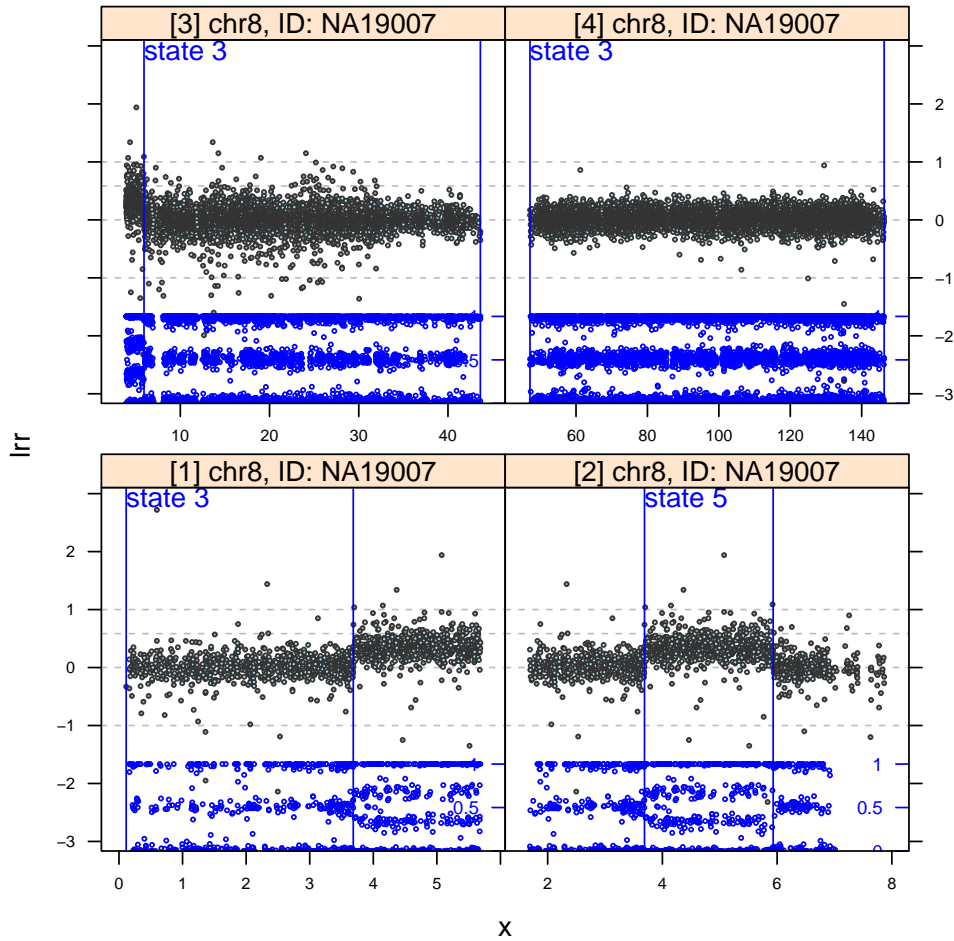 [3] chr8, ID: NA19007
[4] chr8, ID: NA19007
state 3
state 3
2
1
0
−1
−2
−3
1
5
1
10 20 30 40
60 80 100 120 140
lrr
[1] chr8, ID: NA19007
[2] chr8, ID: NA19007
state 3
state 5
2
1
0
−1
−2
−3
1
0.5
1
0.5
0
0 1 2 3 4 5
2 4 6 8
x